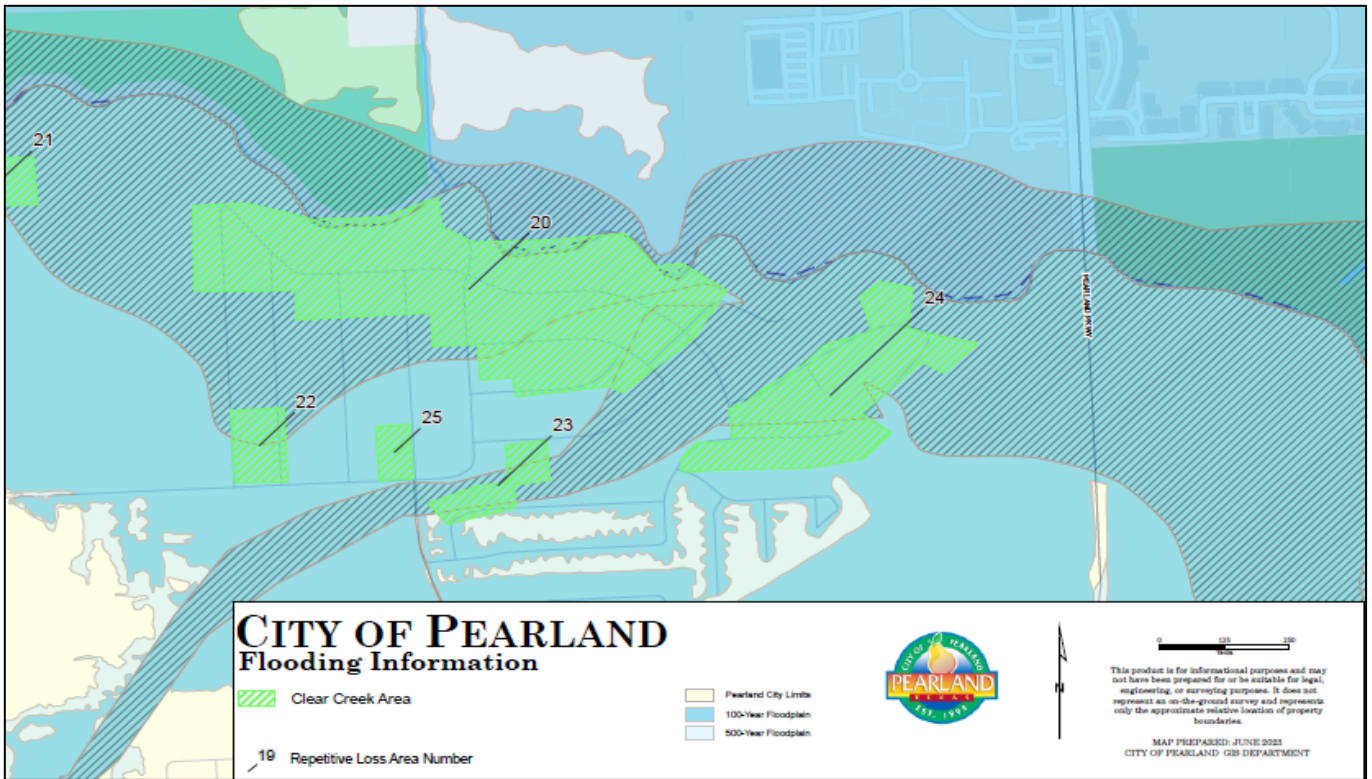 21
20
24
22
25
23
PEARLAND PKWY
CITY OF PEARLAND
Flooding Information
Clear Creek Area
19 Repetitive Loss Area Number
Pearland City Limits
100-Year Floodplain
500-Year Floodplain
CITY OF PEARLAND
PEARLAND
TEXAS
EST. 1994
N
0 125 250
Yards
This product is for informational purposes and may
not have been prepared for or be suitable for legal,
engineering, or surveying purposes. It does not
represent an on-the-ground survey and represents
only the approximate relative location of property
boundaries.
MAP PREPARED: JUNE 2023
CITY OF PEARLAND GIS DEPARTMENT